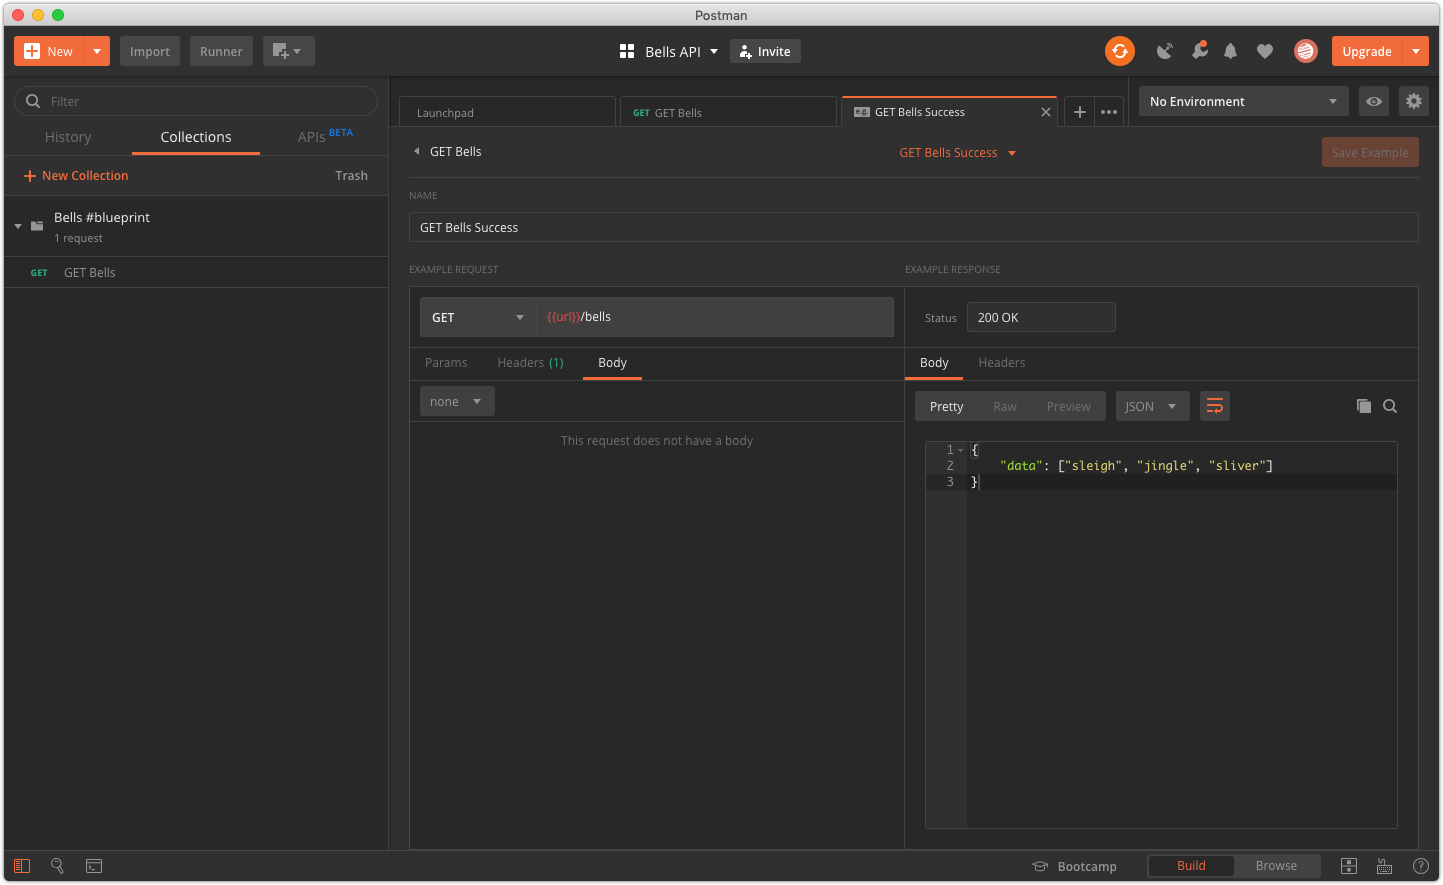 Postman
New
Import
Runner
Bells API
Invite
Upgrade
Filter
History
Collections
APIs BETA
New Collection
Trash
Bells #blueprint
1 request
GET GET Bells
Launchpad
GET GET Bells
e.g. GET Bells Success
No Environment
GET Bells
GET Bells Success
Save Example
NAME
GET Bells Success
EXAMPLE REQUEST
EXAMPLE RESPONSE
GET
{{url}}/bells
Status
200 OK
Params
Headers (1)
Body
Body
Headers
none
Pretty
Raw
Preview
JSON
This request does not have a body
1 {
2 "data": ["sleigh", "jingle", "sliver"]
3 }
Bootcamp
Build
Browse